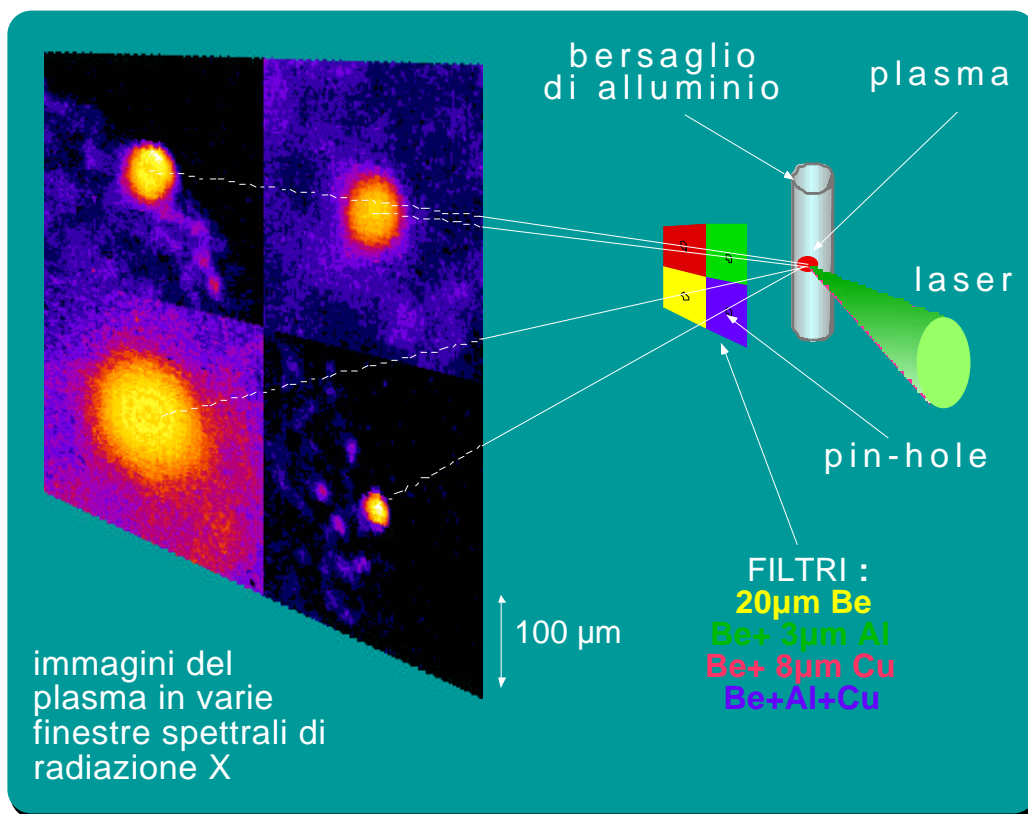 bersaglio
di alluminio
plasma
laser
pin-hole
FILTRI :
20µm Be
Be+ 3µm Al
Be+ 8µm Cu
Be+Al+Cu
100 µm
immagini del
plasma in varie
finestre spettrali di
radiazione X